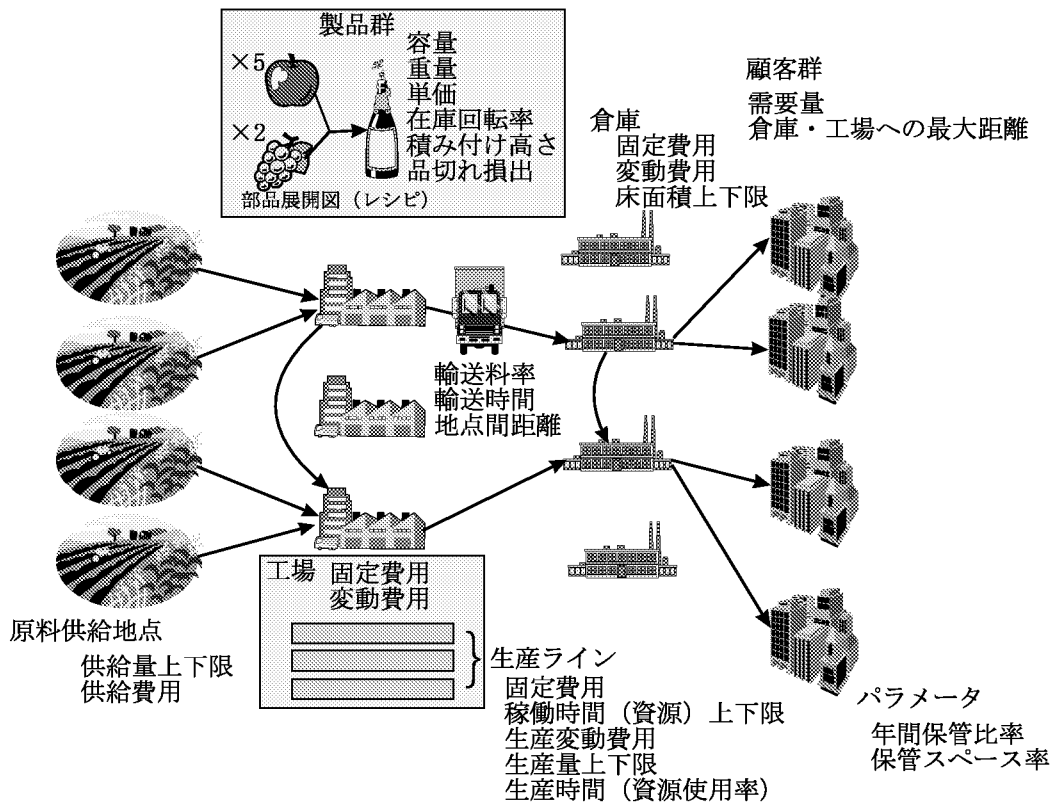 製品群
×5
×2
容量
重量
単価
在庫回転率
積み付け高さ
品切れ損出
部品展開図（レシピ）
倉庫
固定費用
変動費用
床面積上下限
顧客群
需要量
倉庫・工場への最大距離
輸送料率
輸送時間
地点間距離
原料供給地点
供給量上下限
供給費用
工場 固定費用
変動費用
生産ライン
固定費用
稼働時間（資源）上下限
生産変動費用
生産量上下限
生産時間（資源使用率）
パラメータ
年間保管比率
保管スペース率